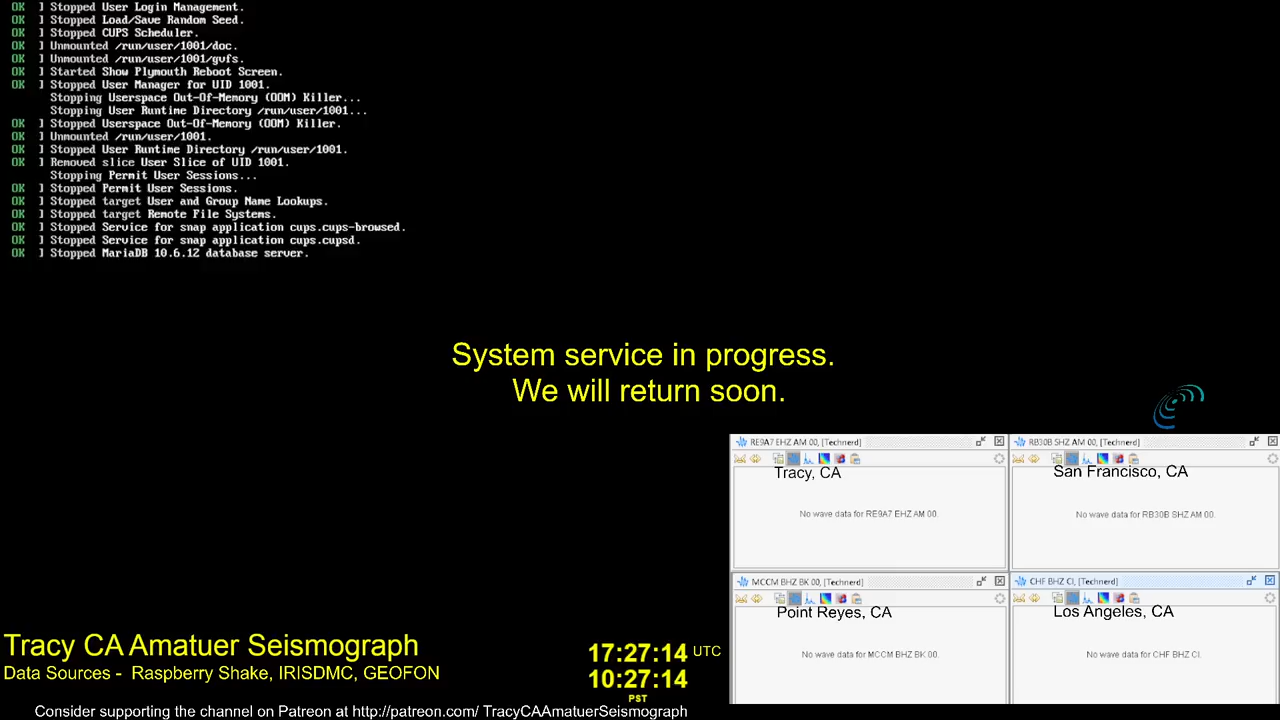 OK ] Stopped User Login Management.
OK ] Stopped Load/Save Random Seed.
OK ] Stopped CUPS Scheduler.
OK ] Unmounted /run/user/1001/doc.
OK ] Unmounted /run/user/1001/gvfs.
OK ] Started Show Plymouth Reboot Screen.
OK ] Stopped User Manager for UID 1001.
Stopping Userspace Out-Of-Memory (OOM) Killer...
Stopping User Runtime Directory /run/user/1001...
OK ] Stopped Userspace Out-Of-Memory (OOM) Killer.
OK ] Unmounted /run/user/1001.
OK ] Stopped User Runtime Directory /run/user/1001.
OK ] Removed slice User Slice of UID 1001.
Stopping Permit User Sessions...
OK ] Stopped Permit User Sessions.
OK ] Stopped target User and Group Name Lookups.
OK ] Stopped target Remote File Systems.
OK ] Stopped Service for snap application cups.cups-browsed.
OK ] Stopped Service for snap application cups.cupsd.
OK ] Stopped MariaDB 10.6.12 database server.
System service in progress.
We will return soon.
RE9A7 EHZ AM 00, [Technerd]
Tracy, CA
No wave data for RE9A7 EHZ AM 00.
RB30B SHZ AM 00, [Technerd]
San Francisco, CA
No wave data for RB30B SHZ AM 00.
MCCM BHZ BK 00, [Technerd]
Point Reyes, CA
No wave data for MCCM BHZ BK 00.
CHF BHZ CI, [Technerd]
Los Angeles, CA
No wave data for CHF BHZ CI.
Tracy CA Amatuer Seismograph
Data Sources - Raspberry Shake, IRISDMC, GEOFON
17:27:14 UTC
10:27:14
PST
Consider supporting the channel on Patreon at http://patreon.com/ TracyCAAmatuerSeismograph